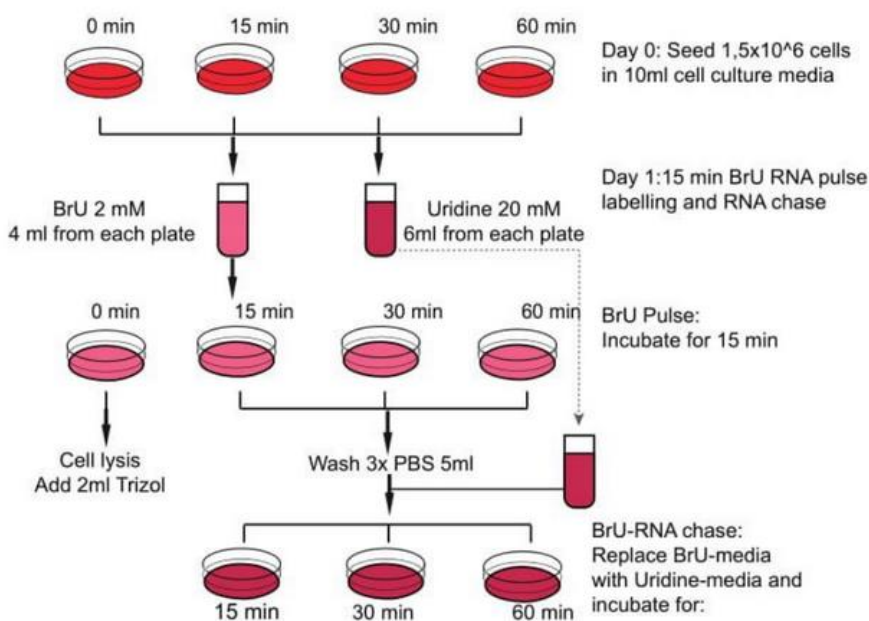 0 min
15 min
30 min
60 min
Day 0: Seed 1,5x10^6 cells
in 10ml cell culture media
BrU 2 mM
4 ml from each plate
Uridine 20 mM
6ml from each plate
Day 1:15 min BrU RNA pulse
labelling and RNA chase
0 min
15 min
30 min
60 min
BrU Pulse:
Incubate for 15 min
Cell lysis
Add 2ml Trizol
Wash 3x PBS 5ml
BrU-RNA chase:
Replace BrU-media
with Uridine-media and
incubate for:
15 min
30 min
60 min